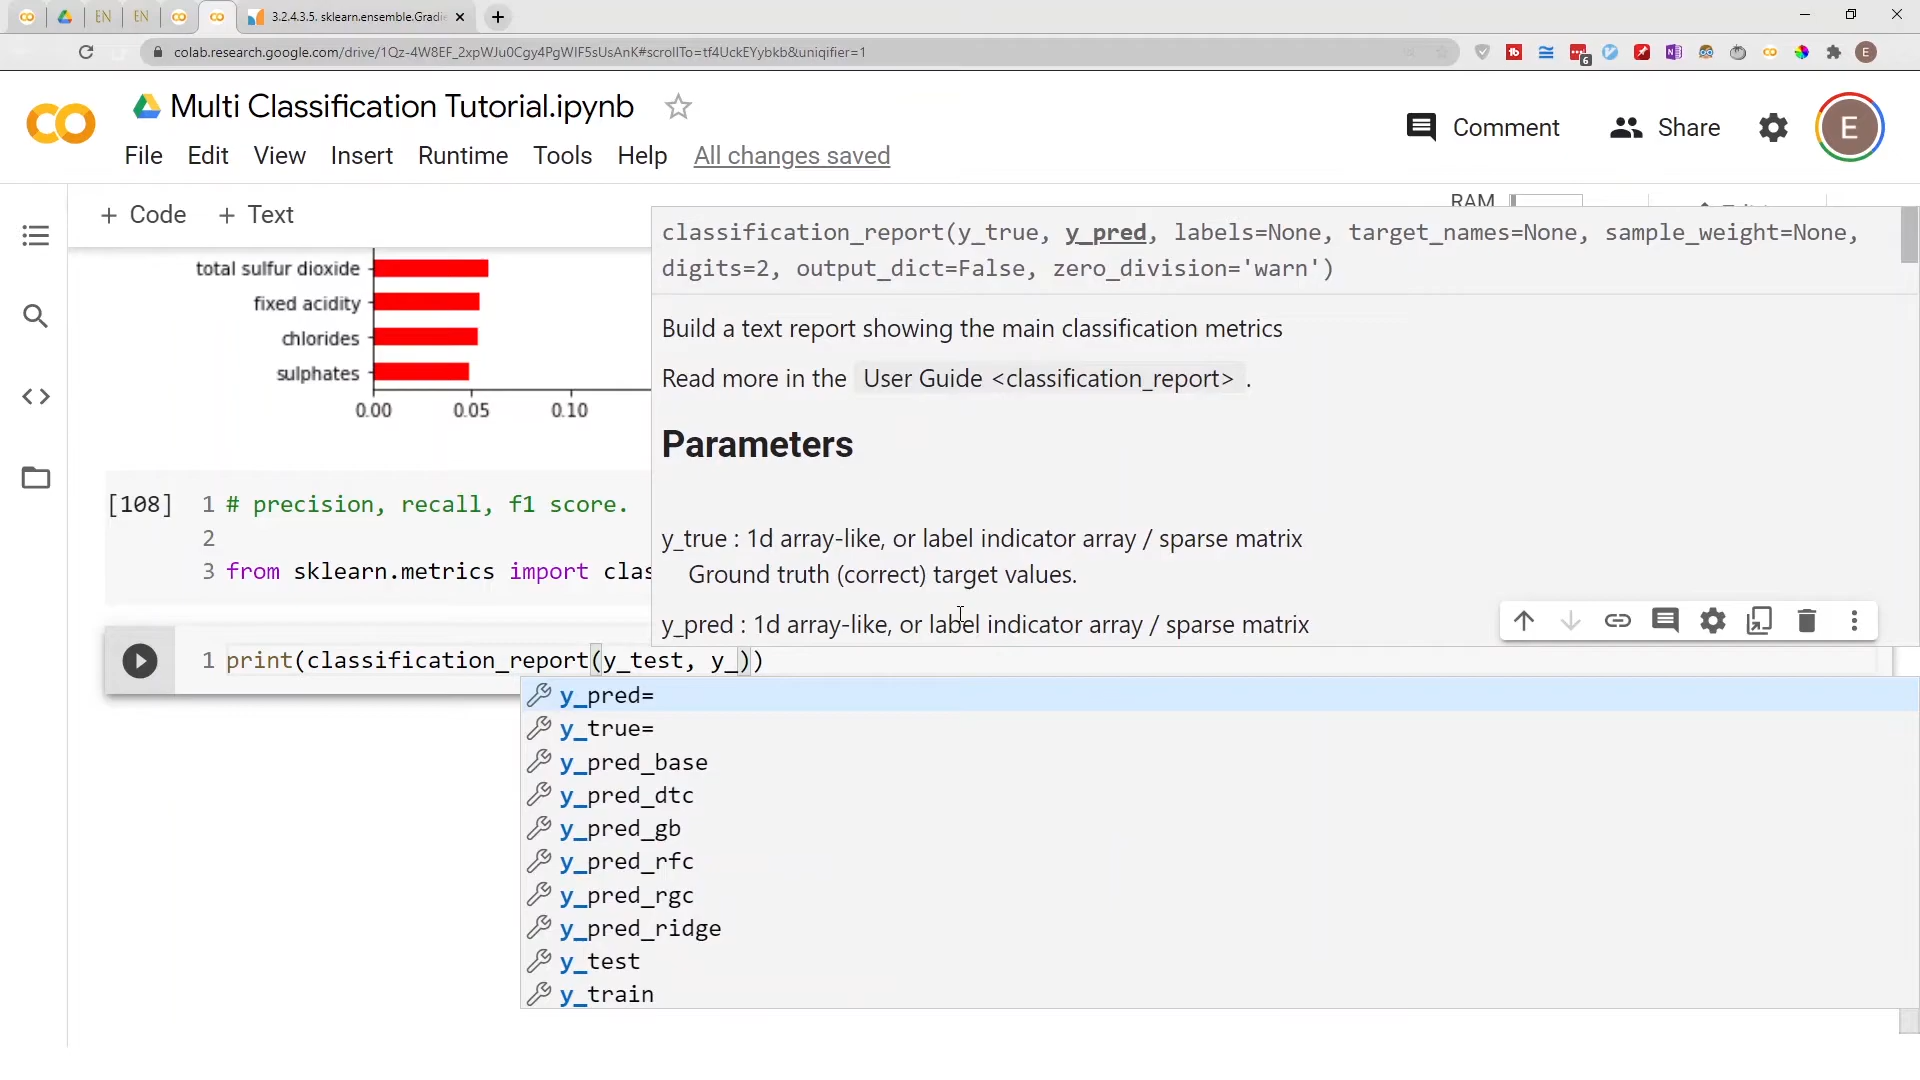 EN
EN
3.2.4.3.5. sklearn.ensemble.Gradi
colab.research.google.com/drive/1Qz-4W8EF_2xpWJu0Cgy4PgWIF5sUsAnK#scrollTo=tf4UckEYybkb&uniqifier=1
6
E
Multi Classification Tutorial.ipynb
Comment
Share
E
File Edit View Insert Runtime Tools Help All changes saved
+ Code + Text
RAM
classification_report(y_true, y_pred, labels=None, target_names=None, sample_weight=None,
digits=2, output_dict=False, zero_division='warn')
total sulfur dioxide
fixed acidity
chlorides
sulphates
0.00 0.05 0.10
Build a text report showing the main classification metrics
Read more in the User Guide <classification_report> .
Parameters
y_true : 1d array-like, or label indicator array / sparse matrix
Ground truth (correct) target values.
y_pred : 1d array-like, or label indicator array / sparse matrix
[108] 1 # precision, recall, f1 score.
2
3 from sklearn.metrics import clas
1 print(classification_report(y_test, y_))
y_pred=
y_true=
y_pred_base
y_pred_dtc
y_pred_gb
y_pred_rfc
y_pred_rgc
y_pred_ridge
y_test
y_train